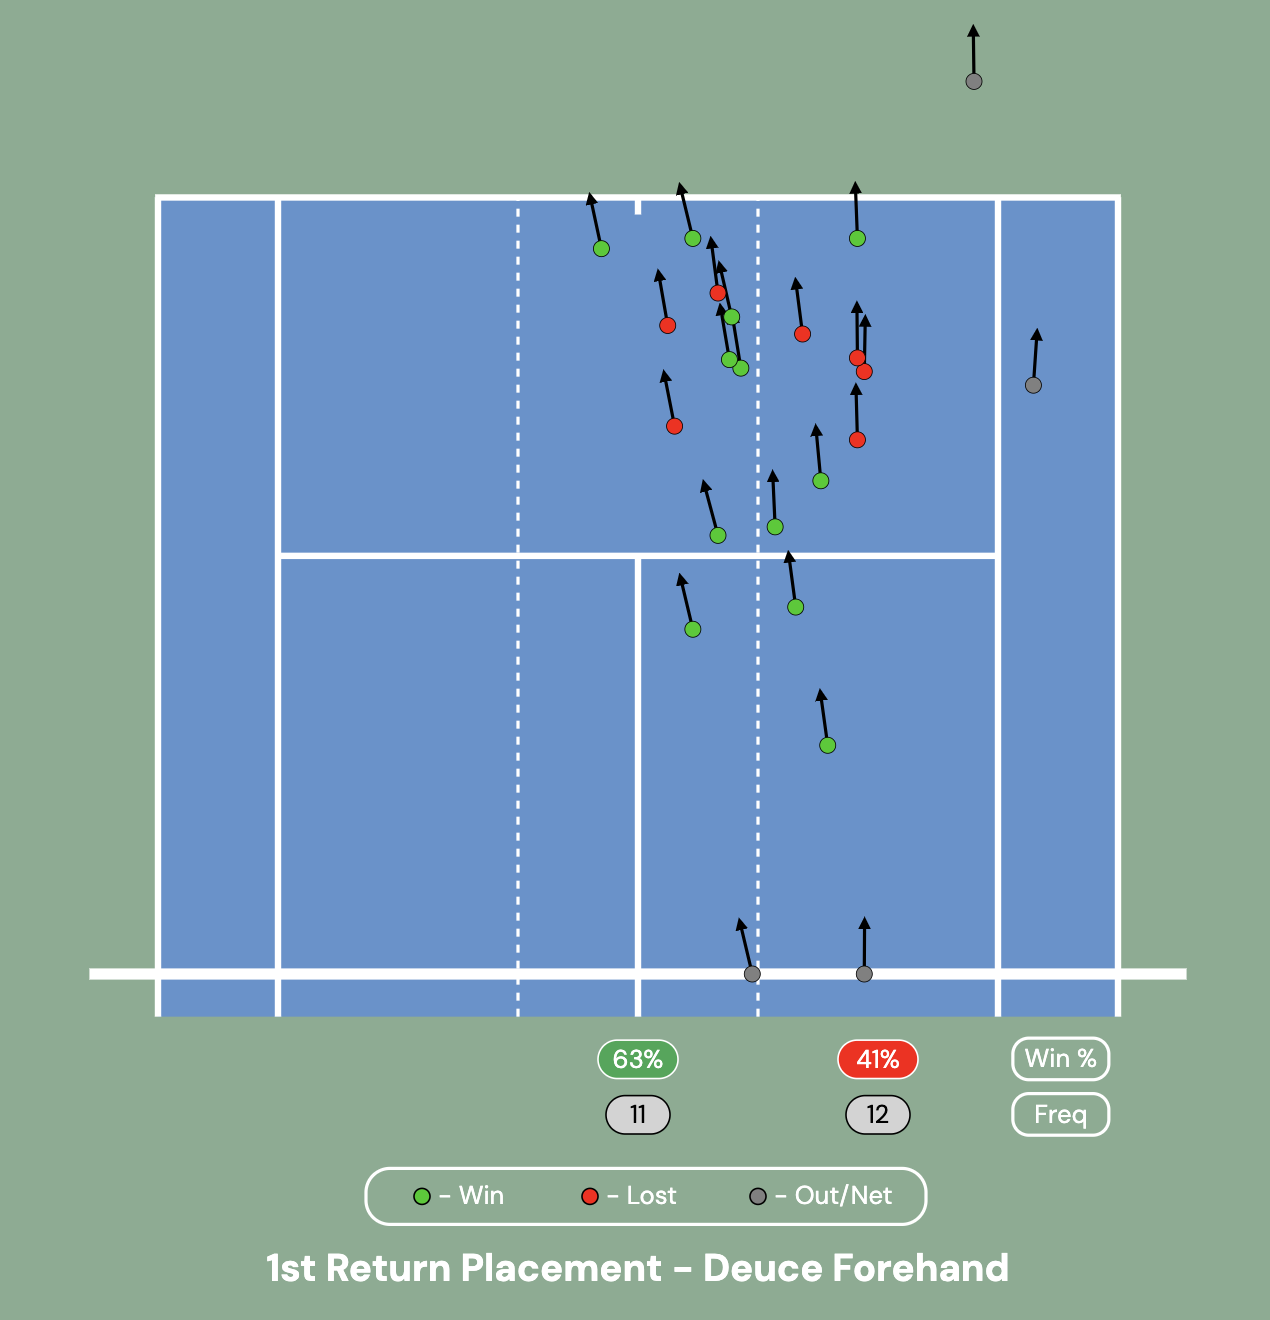 63% 41% Win %
11 12 Freq
– Win – Lost – Out/Net
1st Return Placement – Deuce Forehand